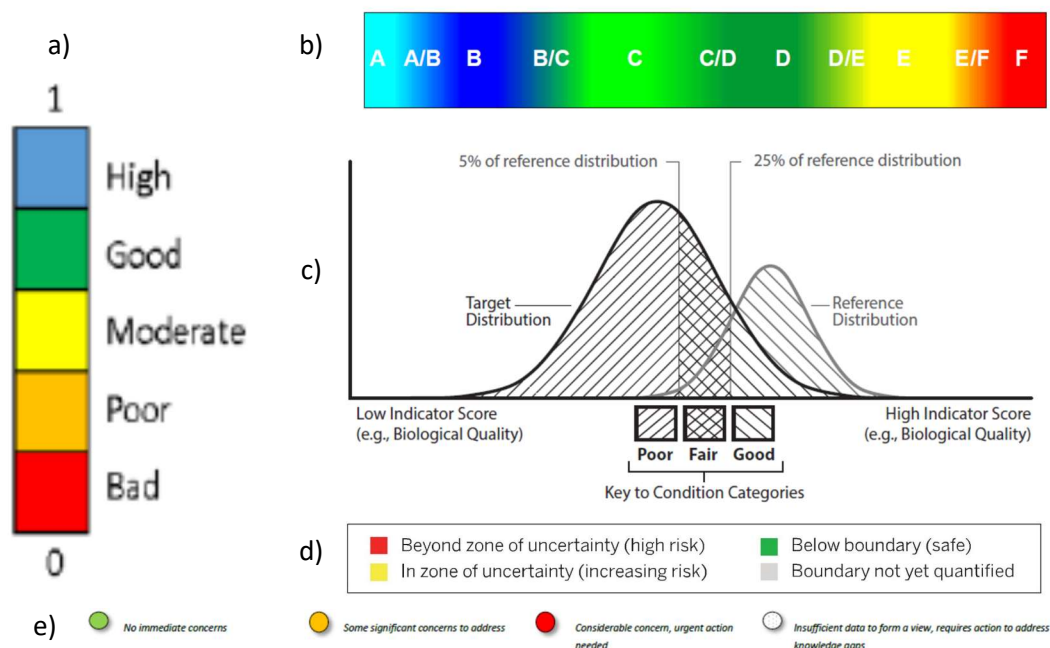 a)
1
High
Good
Moderate
Poor
Bad
0
b)
A A/B B B/C C C/D D D/E E E/F F
c)
5% of reference distribution
25% of reference distribution
Target
Distribution
Reference
Distribution
Low Indicator Score
(e.g., Biological Quality)
High Indicator Score
(e.g., Biological Quality)
Poor Fair Good
Key to Condition Categories
d)
Beyond zone of uncertainty (high risk)
In zone of uncertainty (increasing risk)
Below boundary (safe)
Boundary not yet quantified
e)
No immediate concerns
Some significant concerns to address
Considerable concern, urgent action
needed
Insufficient data to form a view, requires action to address
knowledge gaps